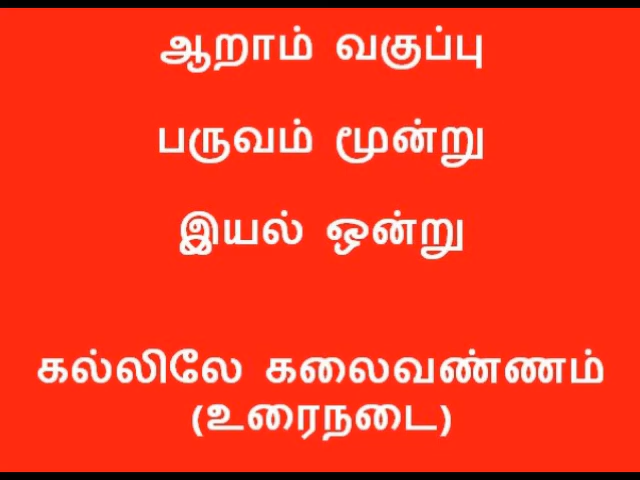 ஆறாம் வகுப்பு
பருவம் மூன்று
இயல் ஒன்று
கல்லிலே கலைவண்ணம்
(உரைநடை)